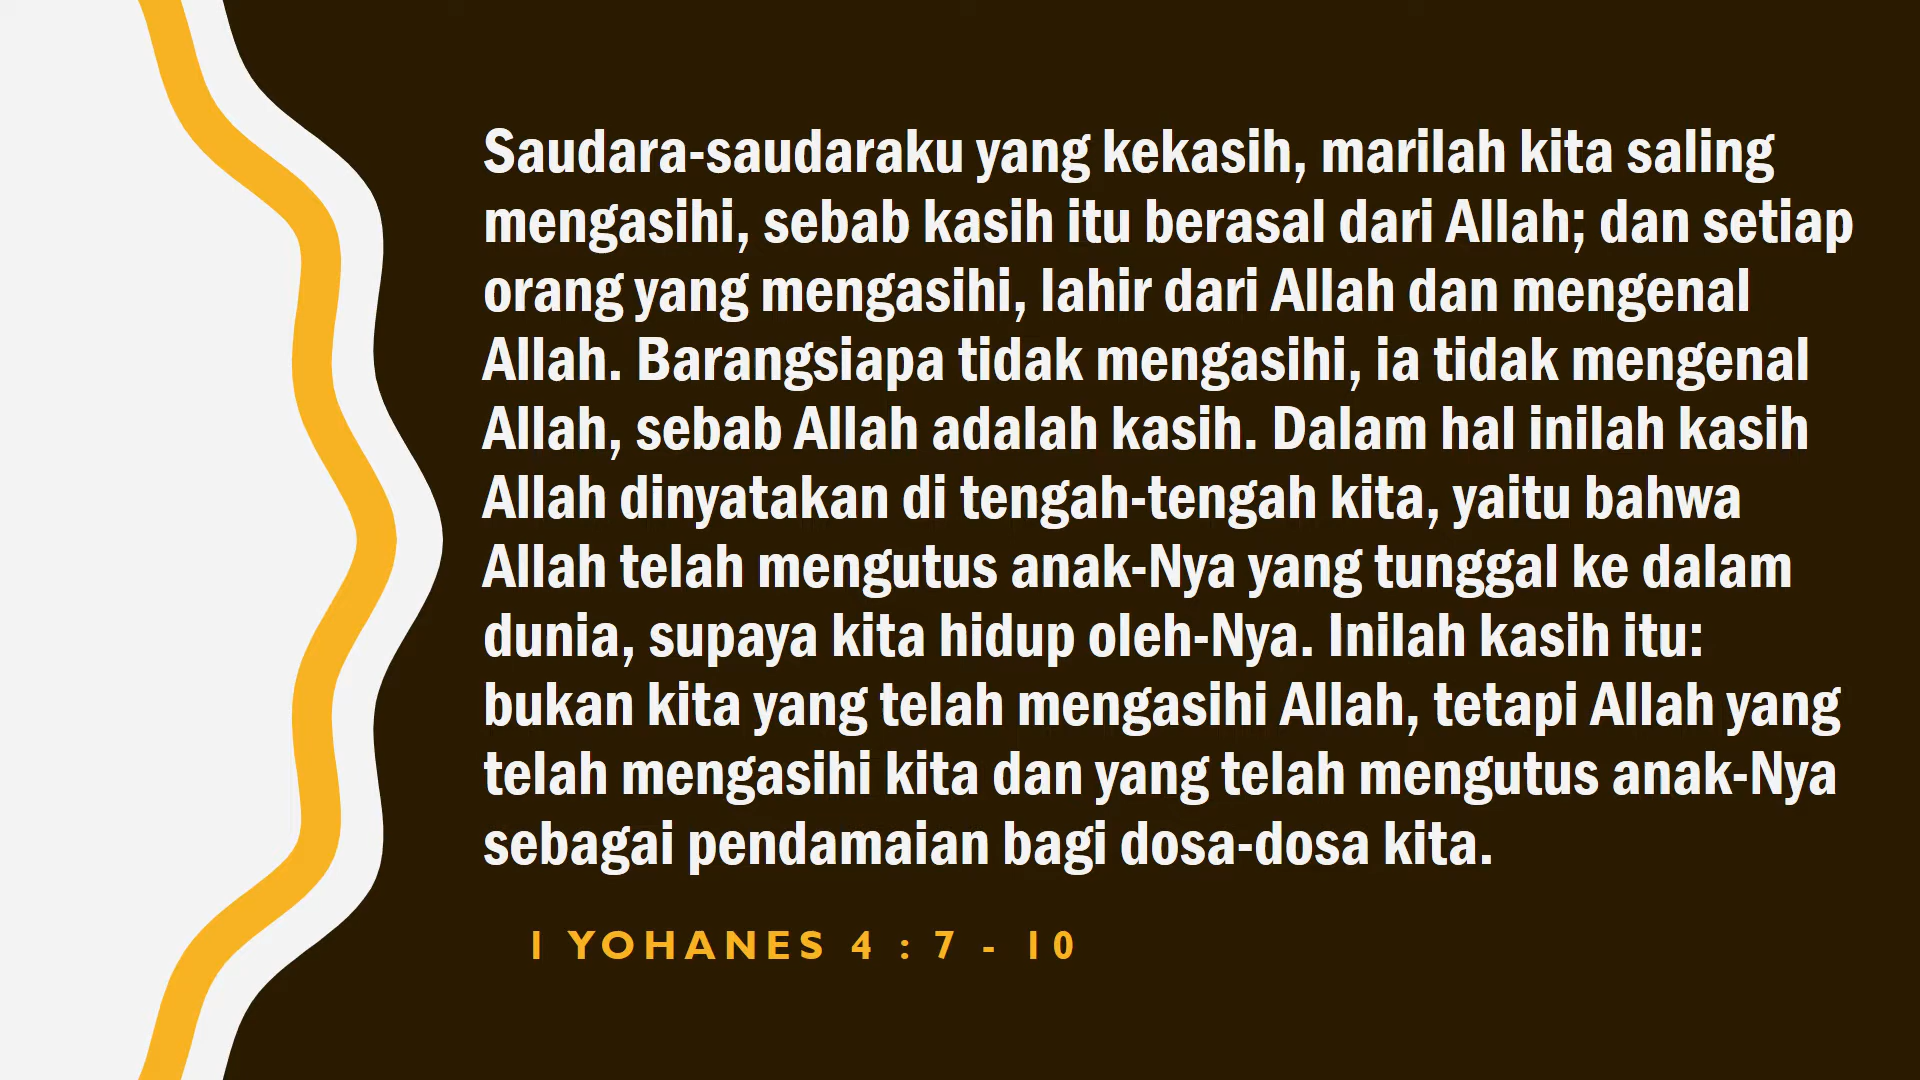 Saudara-saudaraku yang kekasih, marilah kita saling
mengasihi, sebab kasih itu berasal dari Allah; dan setiap
orang yang mengasihi, lahir dari Allah dan mengenal
Allah. Barangsiapa tidak mengasihi, ia tidak mengenal
Allah, sebab Allah adalah kasih. Dalam hal inilah kasih
Allah dinyatakan di tengah-tengah kita, yaitu bahwa
Allah telah mengutus anak-Nya yang tunggal ke dalam
dunia, supaya kita hidup oleh-Nya. Inilah kasih itu:
bukan kita yang telah mengasihi Allah, tetapi Allah yang
telah mengasihi kita dan yang telah mengutus anak-Nya
sebagai pendamaian bagi dosa-dosa kita.
1 YOHANES 4 : 7 - 10